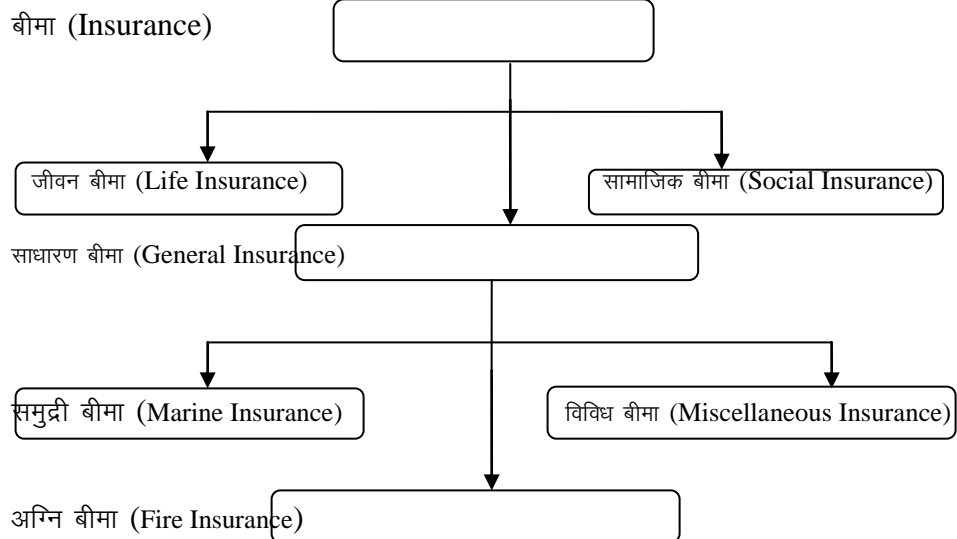 बीमा (Insurance)
जीवन बीमा (Life Insurance)
सामाजिक बीमा (Social Insurance)
साधारण बीमा (General Insurance)
समुद्री बीमा (Marine Insurance)
विविध बीमा (Miscellaneous Insurance)
अग्नि बीमा (Fire Insurance)